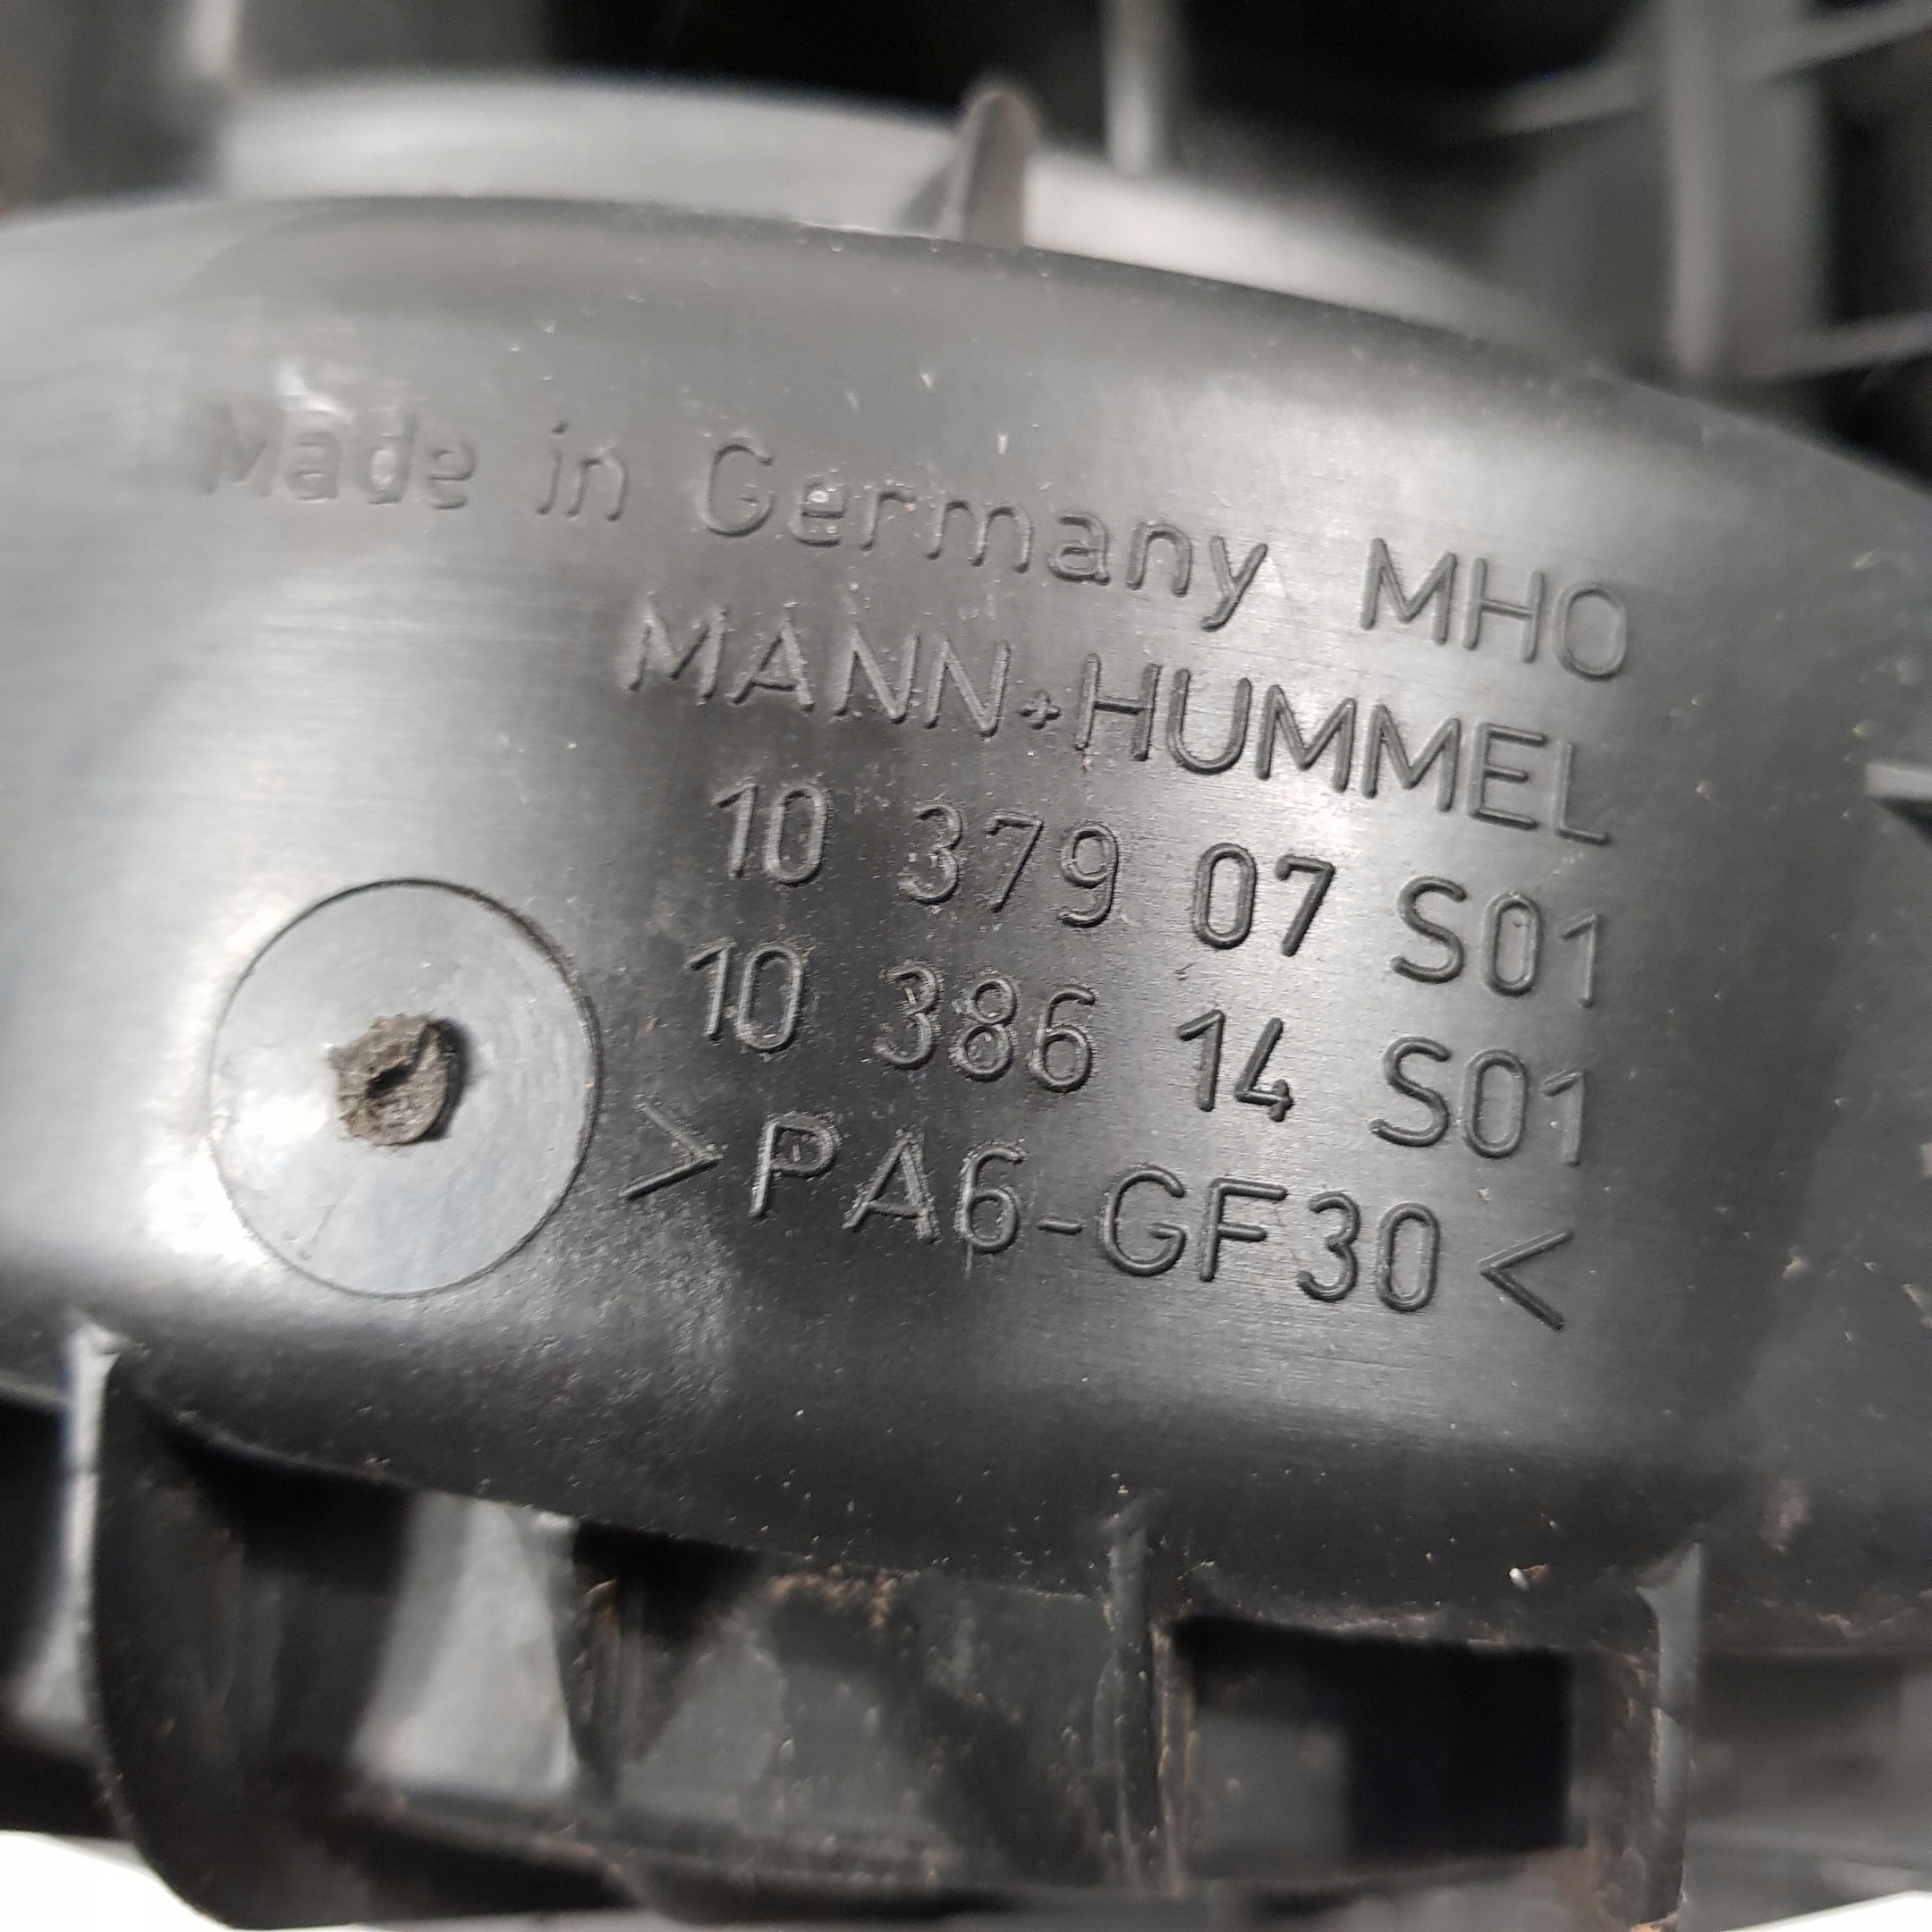 Made in Germany MHO
MANN+HUMMEL
10 379 07 S01
10 386 14 S01
>PA6-GF30<